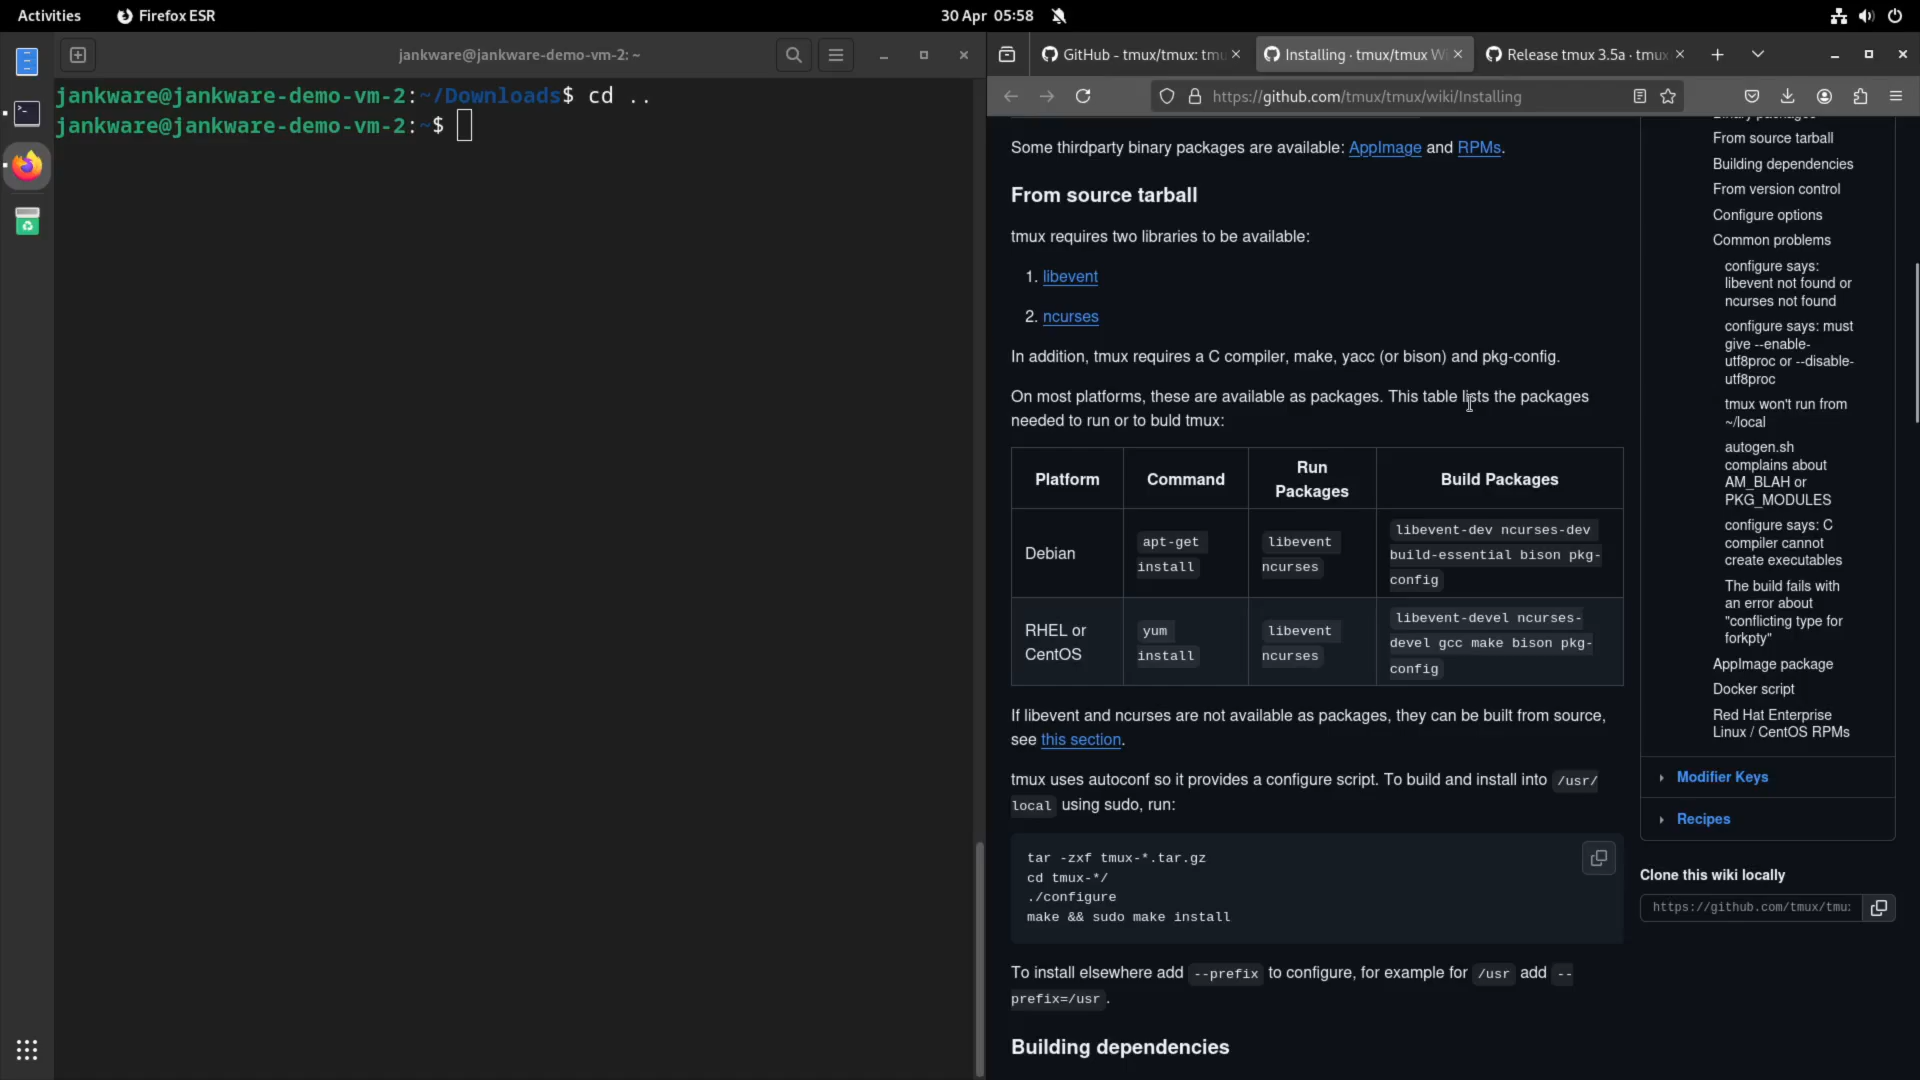 Activities
Firefox ESR
30 Apr 05:58
jankware@jankware-demo-vm-2: ~
jankware@jankware-demo-vm-2:~/Downloads$ cd ..
jankware@jankware-demo-vm-2:~$
GitHub - tmux/tmux: tmu
Installing · tmux/tmux W
Release tmux 3.5a · tmux
https://github.com/tmux/tmux/wiki/Installing
Some thirdparty binary packages are available: AppImage and RPMs.
From source tarball
tmux requires two libraries to be available:
1. libevent
2. ncurses
In addition, tmux requires a C compiler, make, yacc (or bison) and pkg-config.
On most platforms, these are available as packages. This table lists the packages
needed to run or to buld tmux:
Platform
Command
Run
Packages
Build Packages
Debian
apt-get
install
libevent
ncurses
libevent-dev ncurses-dev
build-essential bison pkg-
config
RHEL or
CentOS
yum
install
libevent
ncurses
libevent-devel ncurses-
devel gcc make bison pkg-
config
If libevent and ncurses are not available as packages, they can be built from source,
see this section.
tmux uses autoconf so it provides a configure script. To build and install into /usr/
local using sudo, run:
tar -zxf tmux-*.tar.gz
cd tmux-*/
./configure
make && sudo make install
To install elsewhere add --prefix to configure, for example for /usr add --
prefix=/usr .
Building dependencies
Binary packages
From source tarball
Building dependencies
From version control
Configure options
Common problems
configure says:
libevent not found or
ncurses not found
configure says: must
give --enable-
utf8proc or --disable-
utf8proc
tmux won't run from
~/local
autogen.sh
complains about
AM_BLAH or
PKG_MODULES
configure says: C
compiler cannot
create executables
The build fails with
an error about
"conflicting type for
forkpty"
AppImage package
Docker script
Red Hat Enterprise
Linux / CentOS RPMs
Modifier Keys
Recipes
Clone this wiki locally
https://github.com/tmux/tmu